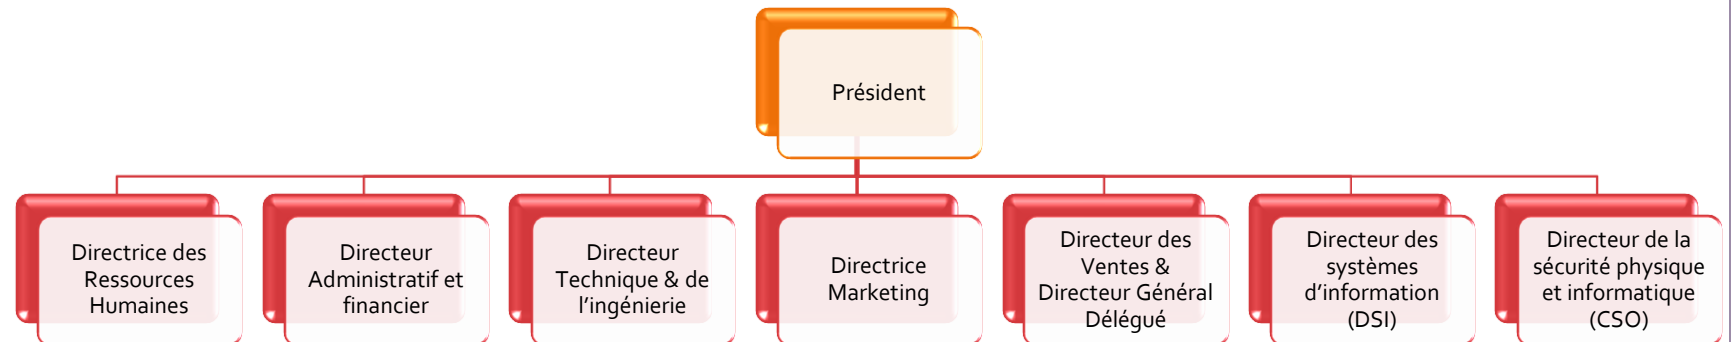 Président
Directrice des
Ressources
Humaines
Directeur
Administratif et
financier
Directeur
Technique & de
l’ingénierie
Directrice
Marketing
Directeur des
Ventes &
Directeur Général
Délégué
Directeur des
systèmes
d’information
(DSI)
Directeur de la
sécurité physique
et informatique
(CSO)